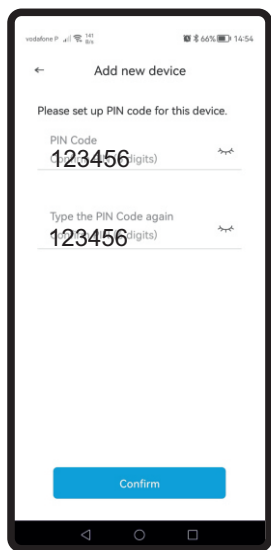 vodafone P 141 B/s 66% 14:54
← Add new device
Please set up PIN code for this device.
PIN Code
123456 digits)
Type the PIN Code again
123456 digits)
Confirm